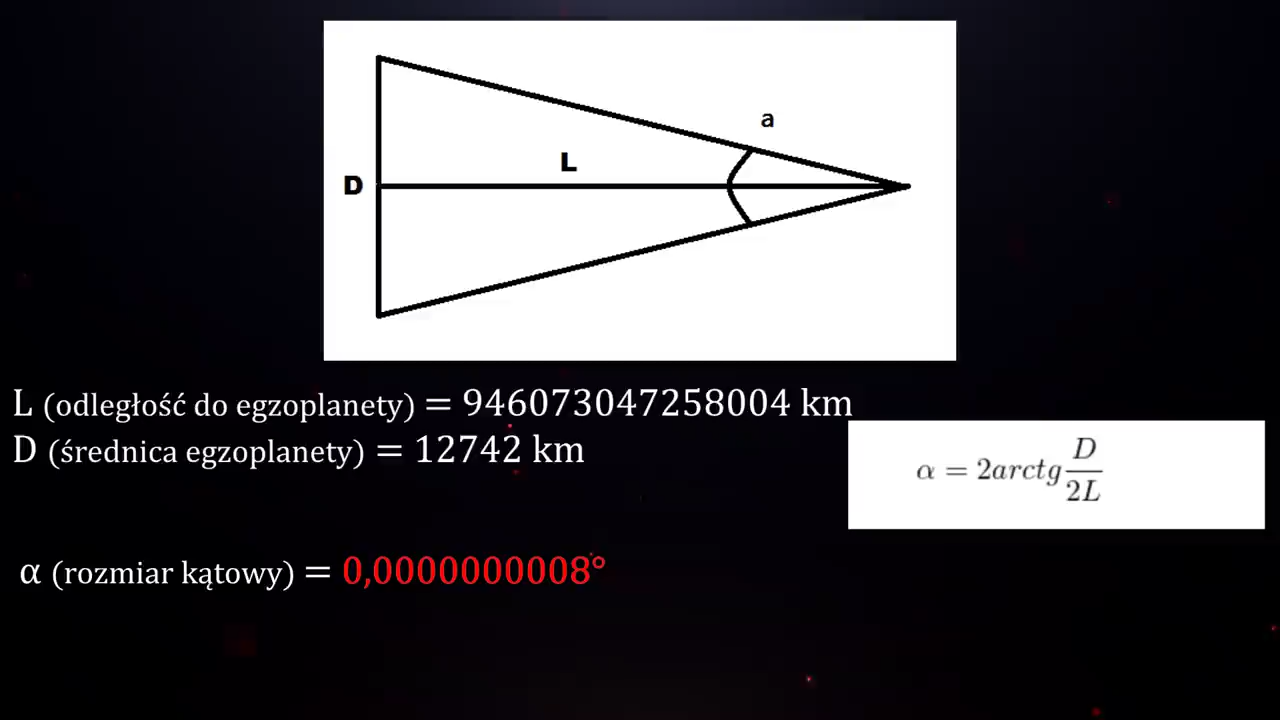 a
L
D
L (odległość do egzoplanety) = 946073047258004 km
D (średnica egzoplanety) = 12742 km
α = 2arctg D/2L
α (rozmiar kątowy) = 0,0000000008°